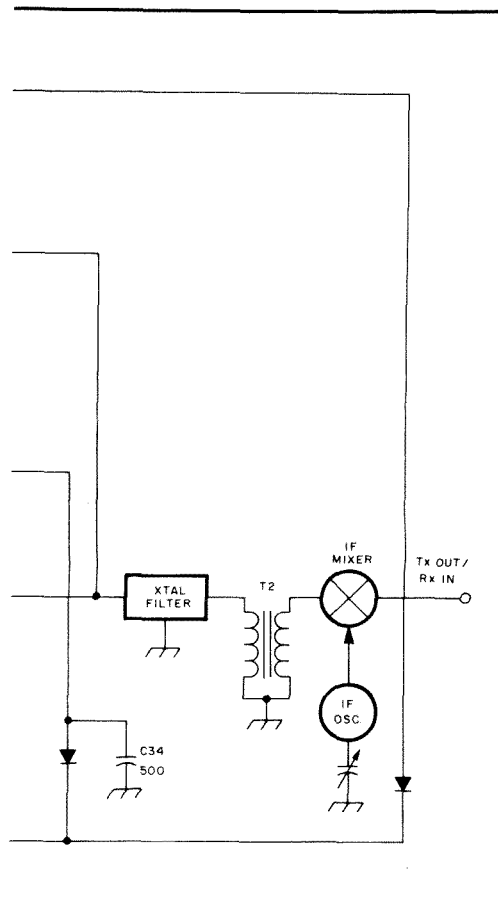 IF
MIXER
Tx OUT/
Rx IN
XTAL
FILTER
T2
IF
OSC.
C34
500